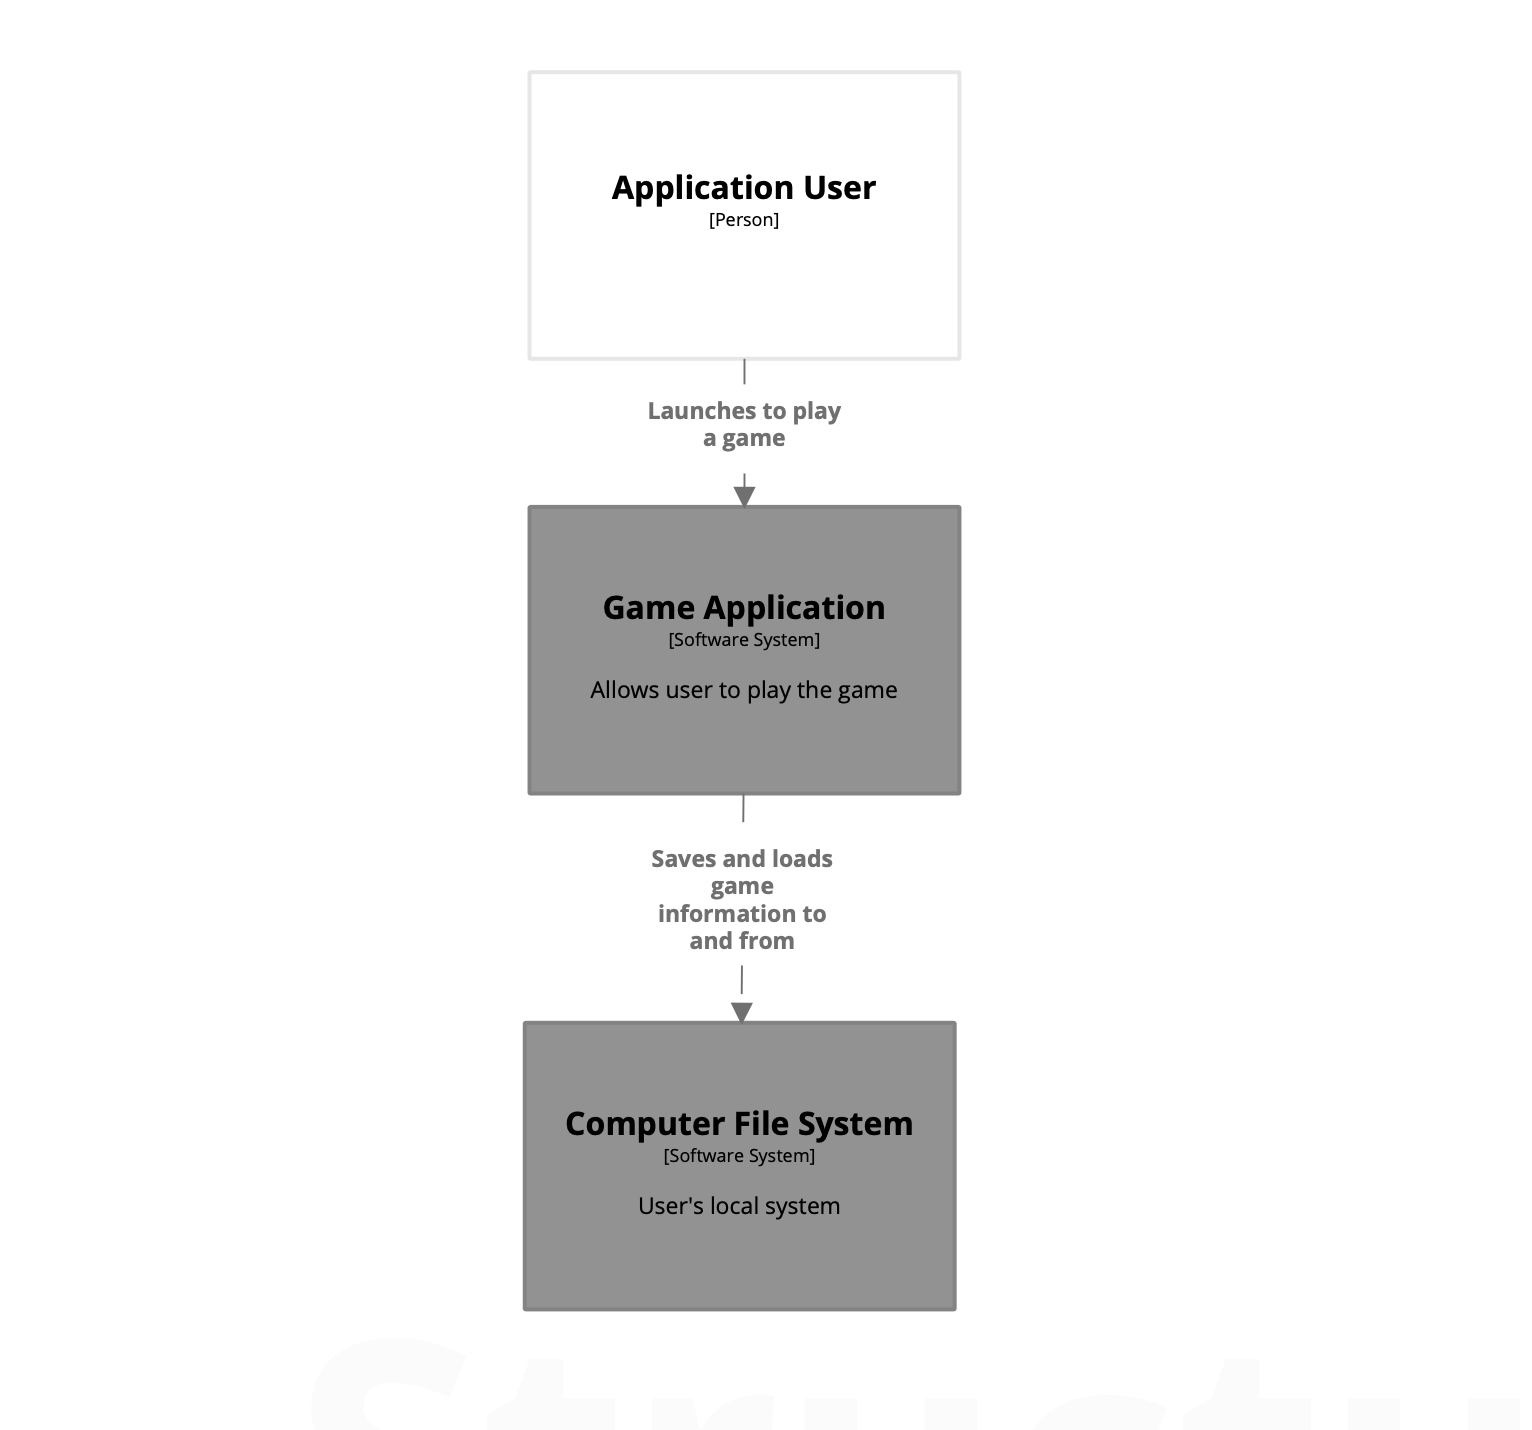 Application User
[Person]
Launches to play
a game
Game Application
[Software System]
Allows user to play the game
Saves and loads
game
information to
and from
Computer File System
[Software System]
User's local system